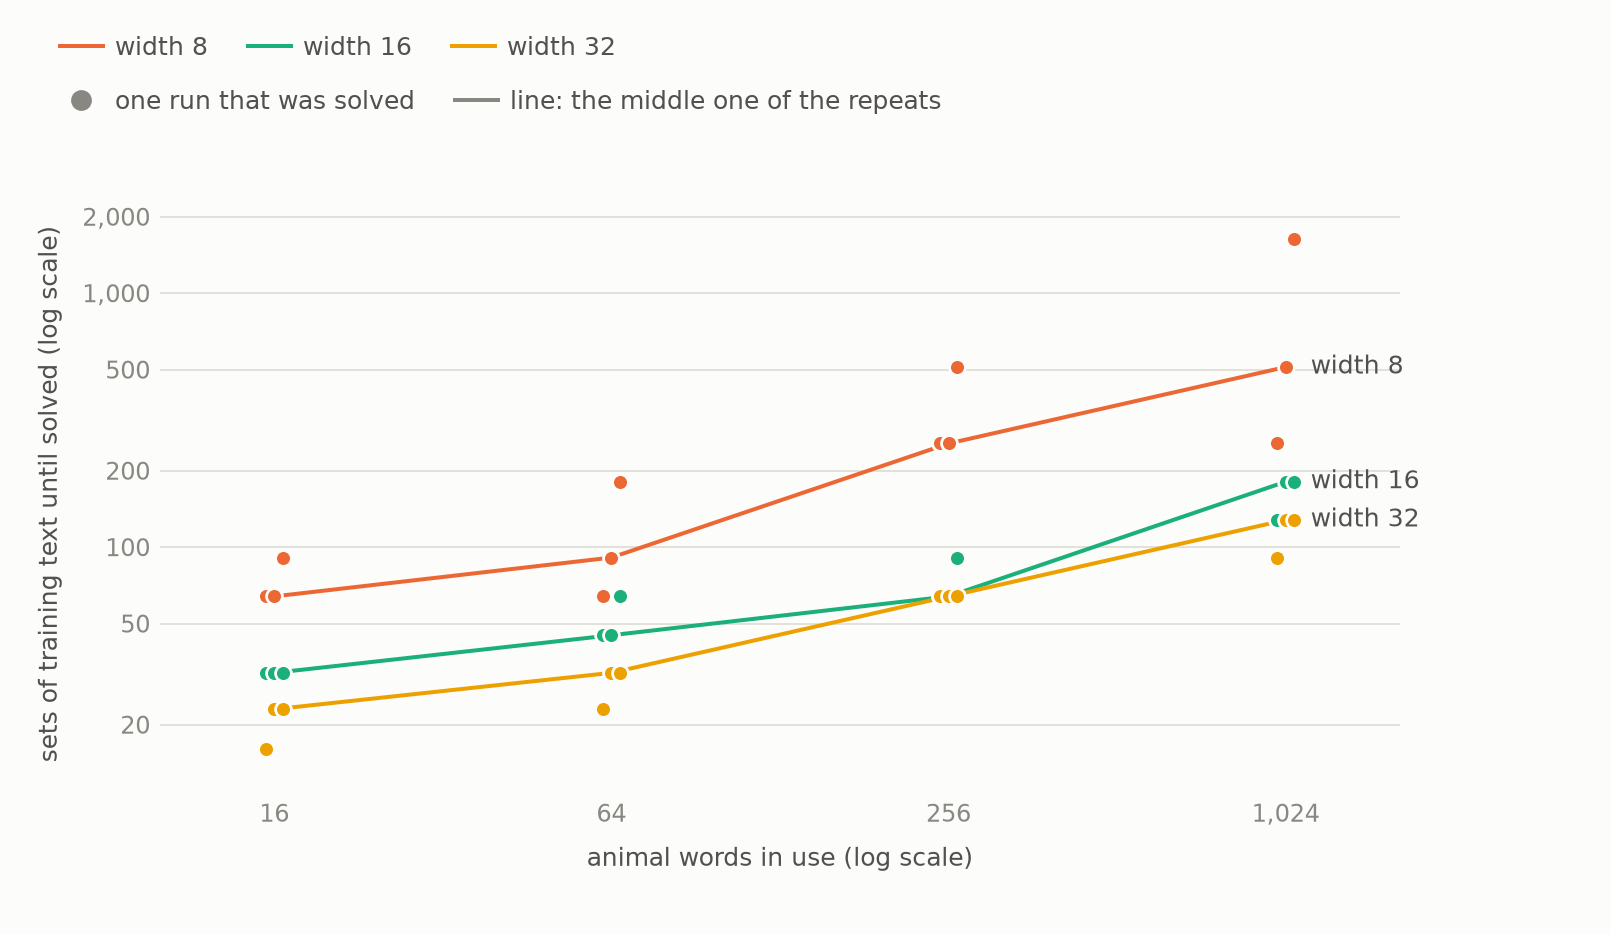 width 8 width 16 width 32
one run that was solved line: the middle one of the repeats
sets of training text until solved (log scale)
2,000
1,000
500
200
100
50
20
width 8
width 16
width 32
16 64 256 1,024
animal words in use (log scale)